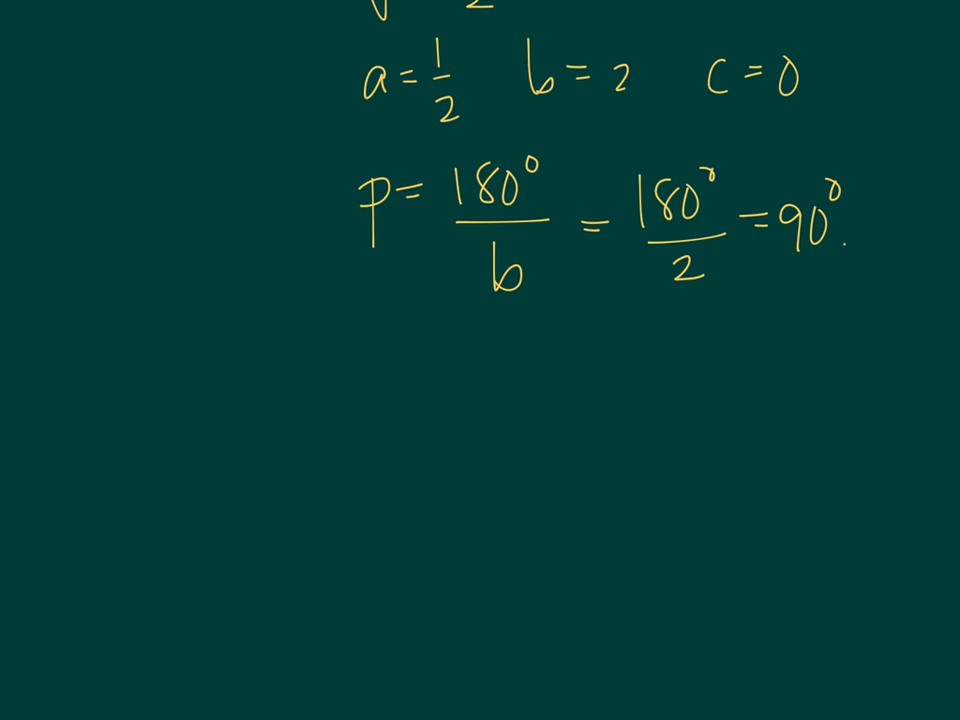 a = 1/2 b = 2 c = 0
P = 180°/b = 180°/2 = 90°.